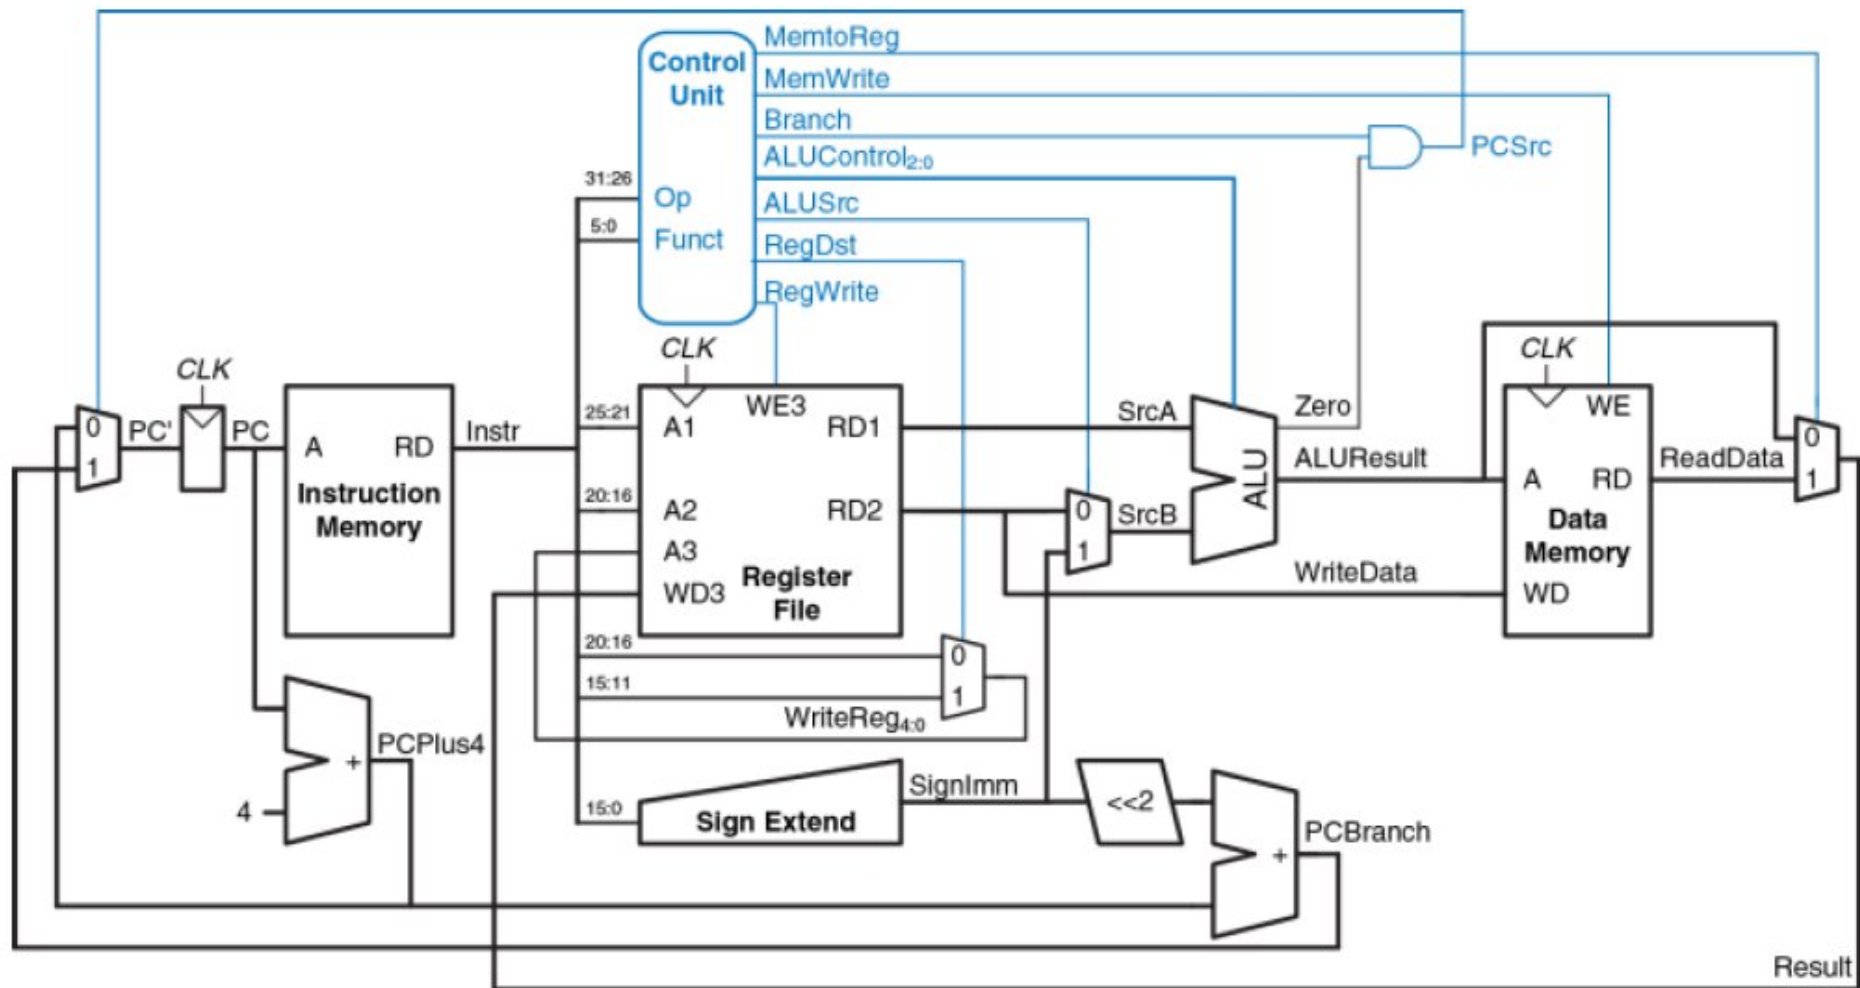 MemtoReg
Control
Unit
MemWrite
Branch
PCSrc
ALUControl2:0
31:26
Op
ALUSrc
5:0
Funct
RegDst
RegWrite
CLK
CLK
CLK
WE3
WE
25:21
A1
RD1
SrcA
Zero
0
PC'
PC
Instr
A
RD
1
Instruction
Memory
ALU
ALUResult
ReadData
0
1
A
RD
20:16
A2
RD2
0
SrcB
1
Data
Memory
A3
WD3
Register
File
WriteData
WD
20:16
0
15:11
1
WriteReg4:0
PCPlus4
+
4
SignImm
<<2
15:0
Sign Extend
PCBranch
+
Result